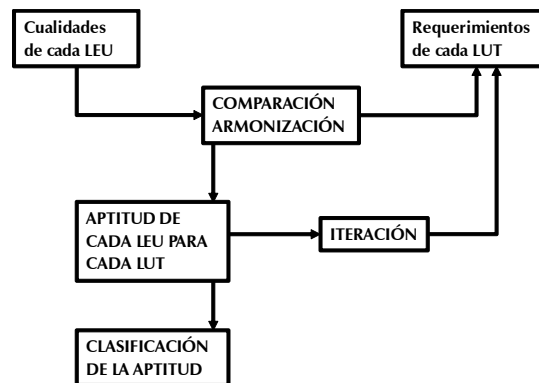 Cualidades
de cada LEU
Requerimientos
de cada LUT
COMPARACIÓN
ARMONIZACIÓN
APTITUD DE
CADA LEU PARA
CADA LUT
ITERACIÓN
CLASIFICACIÓN
DE LA APTITUD